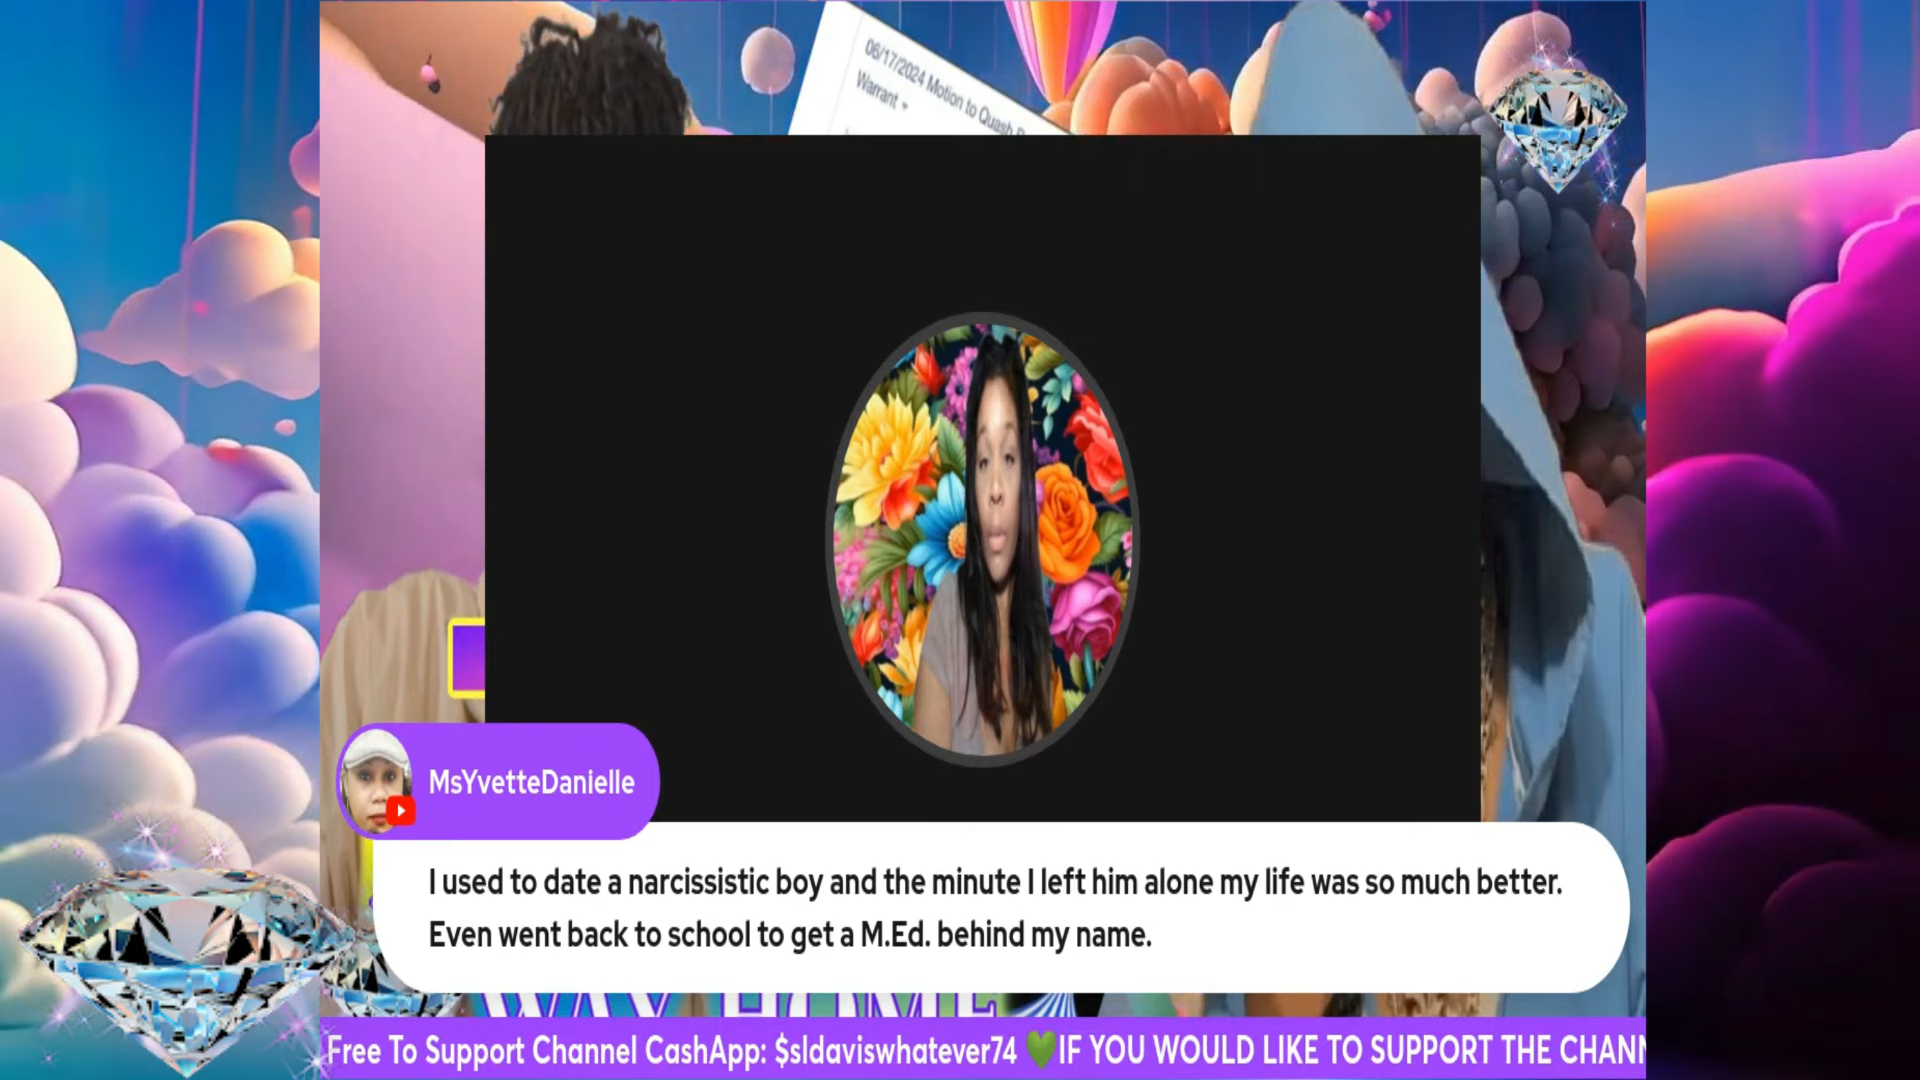 06/17/2024 Motion to Quash
Warrant
MsYvetteDanielle
I used to date a narcissistic boy and the minute I left him alone my life was so much better.
Even went back to school to get a M.Ed. behind my name.
WAY HOME
Free To Support Channel CashApp: $sldaviswhatever74 💚IF YOU WOULD LIKE TO SUPPORT THE CHANN